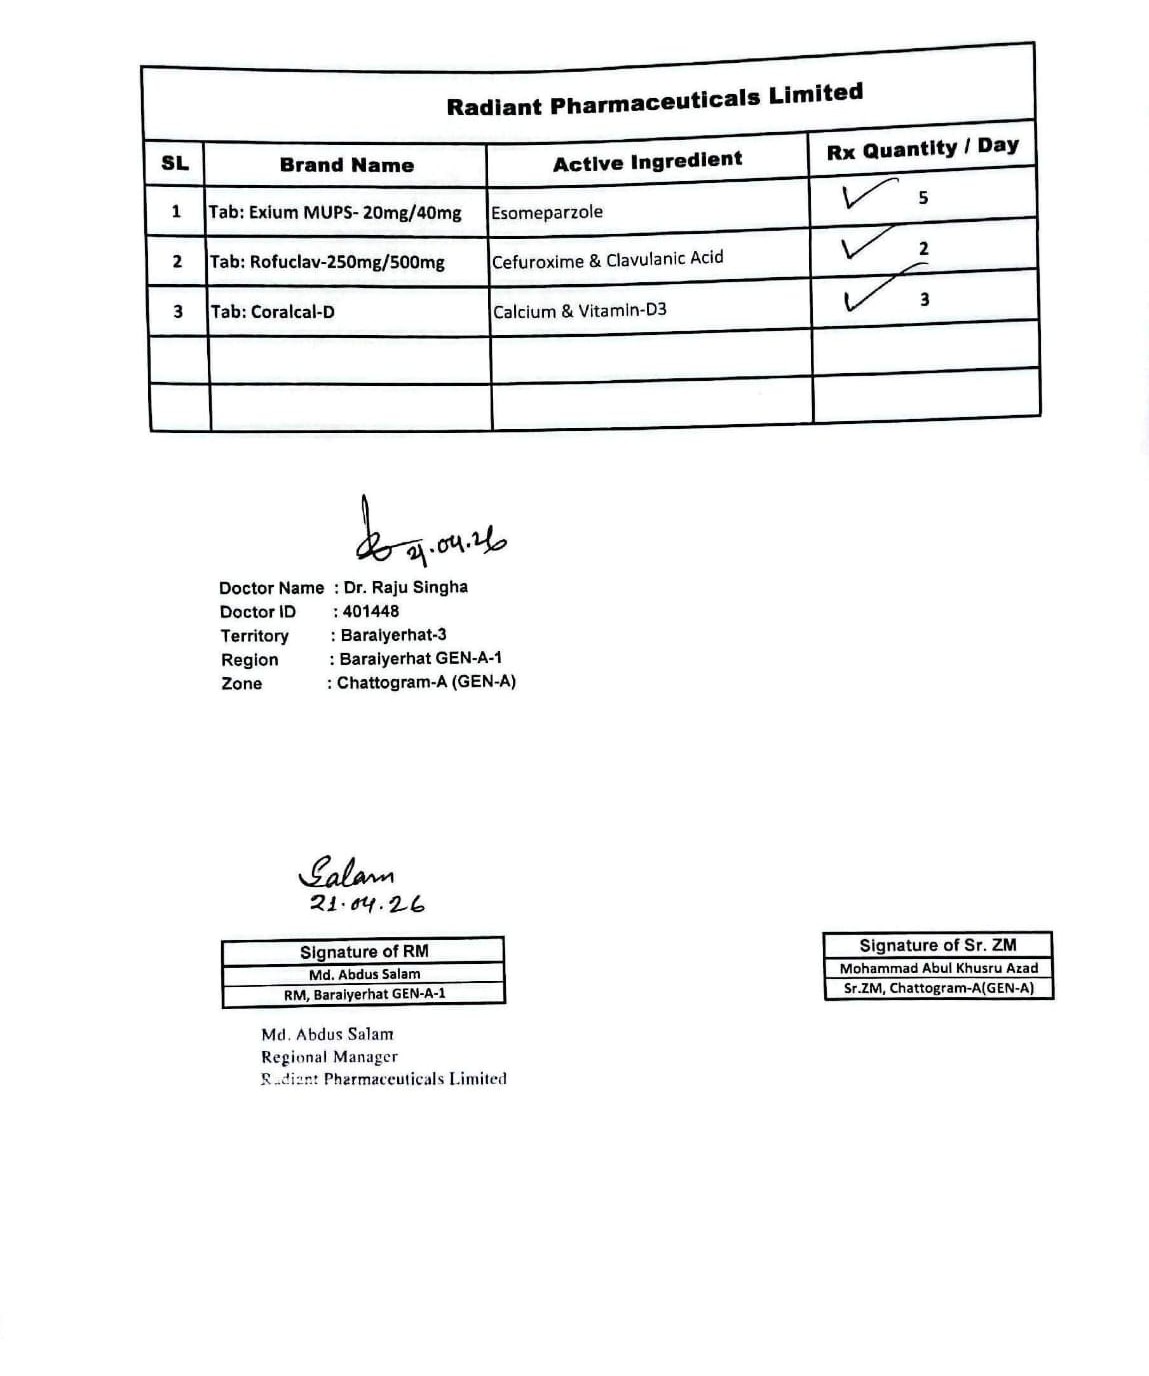 Radiant Pharmaceuticals Limited
SL Brand Name Active Ingredient Rx Quantity / Day
1 Tab: Exium MUPS- 20mg/40mg Esomeparzole 5
2 Tab: Rofuclav-250mg/500mg Cefuroxime & Clavulanic Acid 2
3 Tab: Coralcal-D Calcium & Vitamin-D3 3
21.04.26
Doctor Name : Dr. Raju Singha
Doctor ID : 401448
Territory : Baraiyerhat-3
Region : Baraiyerhat GEN-A-1
Zone : Chattogram-A (GEN-A)
Salam
21.04.26
Signature of RM
Md. Abdus Salam
RM, Baraiyerhat GEN-A-1
Signature of Sr. ZM
Mohammad Abul Khusru Azad
Sr.ZM, Chattogram-A(GEN-A)
Md. Abdus Salam
Regional Manager
Radiant Pharmaceuticals Limited